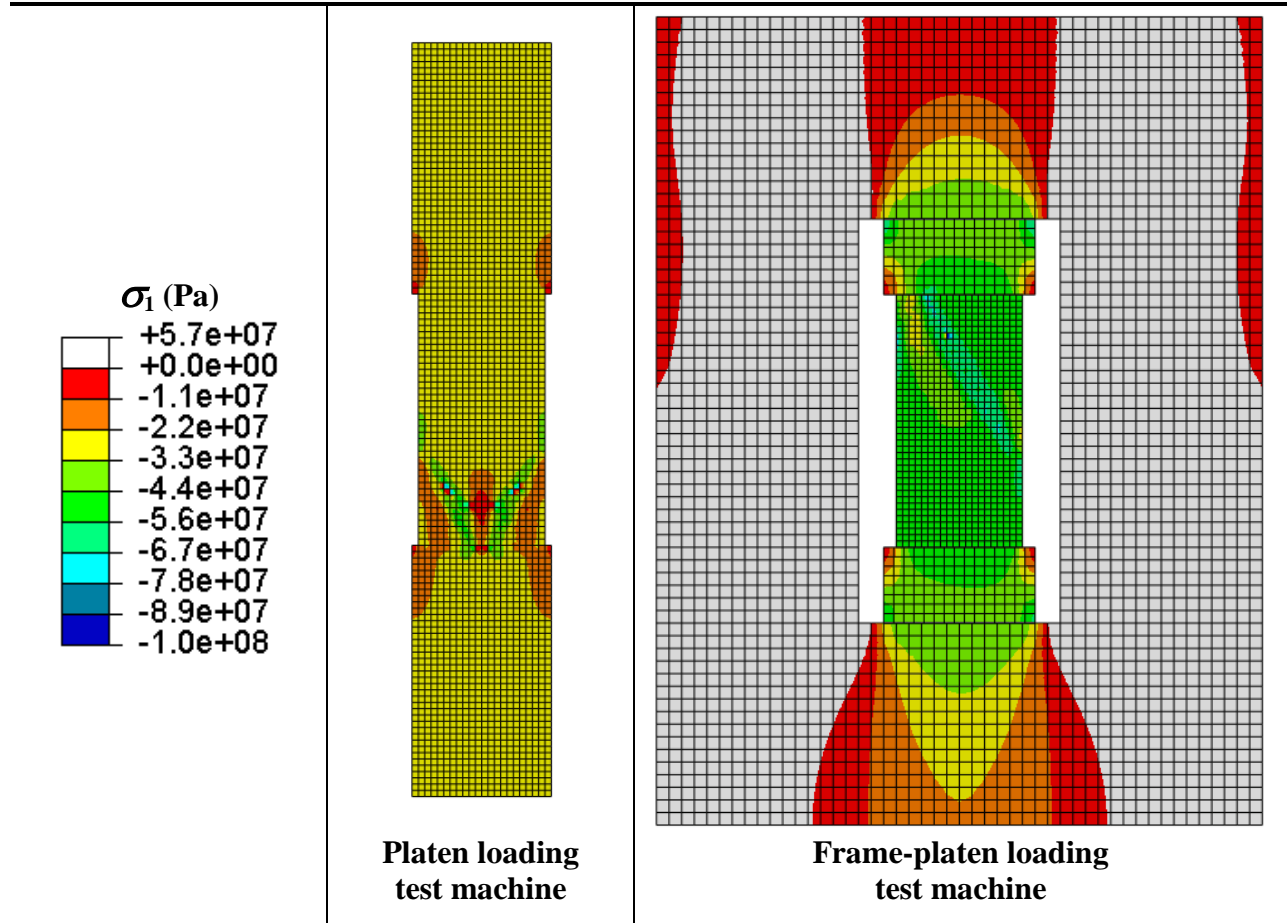 σ₁ (Pa)
+5.7e+07
+0.0e+00
-1.1e+07
-2.2e+07
-3.3e+07
-4.4e+07
-5.6e+07
-6.7e+07
-7.8e+07
-8.9e+07
-1.0e+08
Platen loading
test machine
Frame-platen loading
test machine